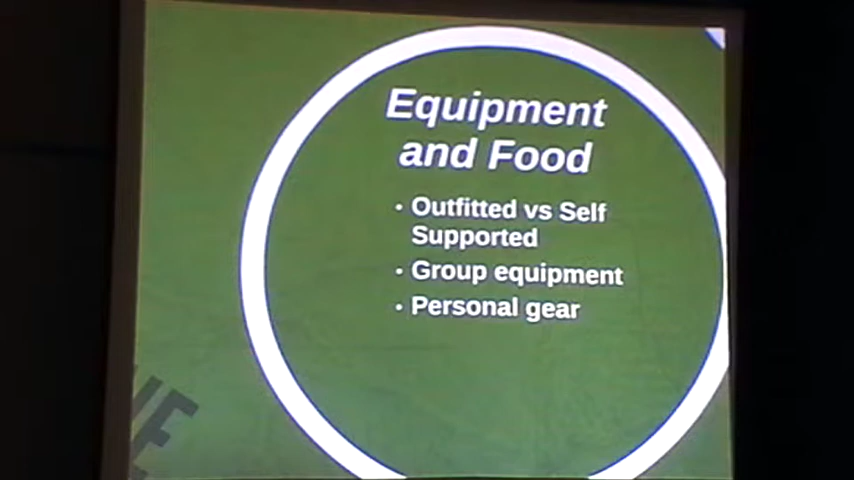 Equipment
and Food
• Outfitted vs Self
Supported
• Group equipment
• Personal gear